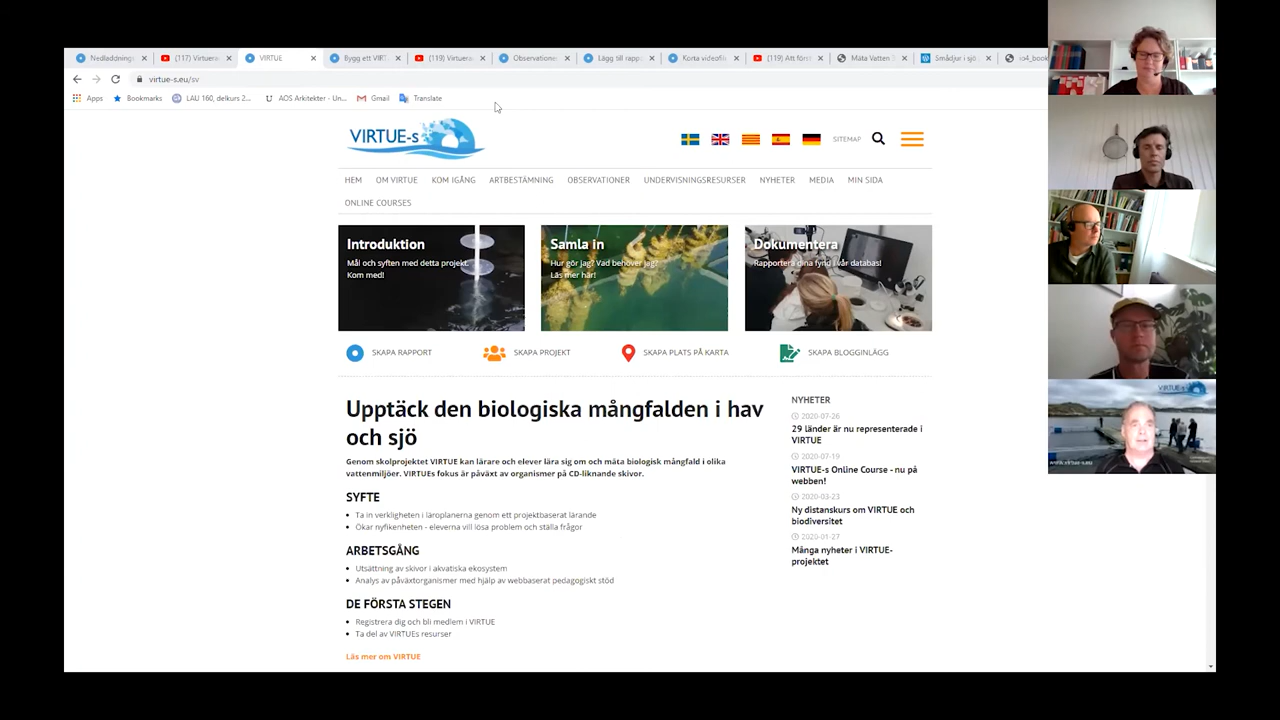 Nedladdning
(117) Virtuera
VIRTUE
Bygg ett VIRT
(119) Virtuera
Observatione
Lägg till rapp
Korta videofil
(119) Att förs
Mäta Vatten
Smådjur i sjö
ro4_book
virtue-s.eu/sv
Apps
Bookmarks
LAU 160, delkurs 2...
AOS Arkitekter - Un...
Gmail
Translate
VIRTUE-s
SITEMAP
HEM OM VIRTUE KOM IGÅNG ARTBESTÄMNING OBSERVATIONER UNDERVISNINGSRESURSER NYHETER MEDIA MIN SIDA
ONLINE COURSES
Introduktion
Mål och syften med detta projekt.
Kom med!
Samla in
Hur gör jag? Vad behöver jag?
Läs mer här!
Dokumentera
Rapportera dina fynd i vår databas!
SKAPA RAPPORT
SKAPA PROJEKT
SKAPA PLATS PÅ KARTA
SKAPA BLOGGINLÄGG
Upptäck den biologiska mångfalden i hav
och sjö
Genom skolprojektet VIRTUE kan lärare och elever lära sig om och mäta biologisk mångfald i olika
vattenmiljöer. VIRTUEs fokus är påväxt av organismer på CD-liknande skivor.
SYFTE
• Ta in verkligheten i läroplanerna genom ett projektbaserat lärande
• Ökar nyfikenheten - eleverna vill lösa problem och ställa frågor
ARBETSGÅNG
• Utsättning av skivor i akvatiska ekosystem
• Analys av påväxtorganismer med hjälp av webbaserat pedagogiskt stöd
DE FÖRSTA STEGEN
• Registrera dig och bli medlem i VIRTUE
• Ta del av VIRTUEs resurser
Läs mer om VIRTUE
NYHETER
2020-07-26
29 länder är nu representerade i
VIRTUE
2020-07-19
VIRTUE-s Online Course - nu på
webben!
2020-03-23
Ny distanskurs om VIRTUE och
biodiversitet
2020-01-27
Många nyheter i VIRTUE-
projektet
VIRTUE-s